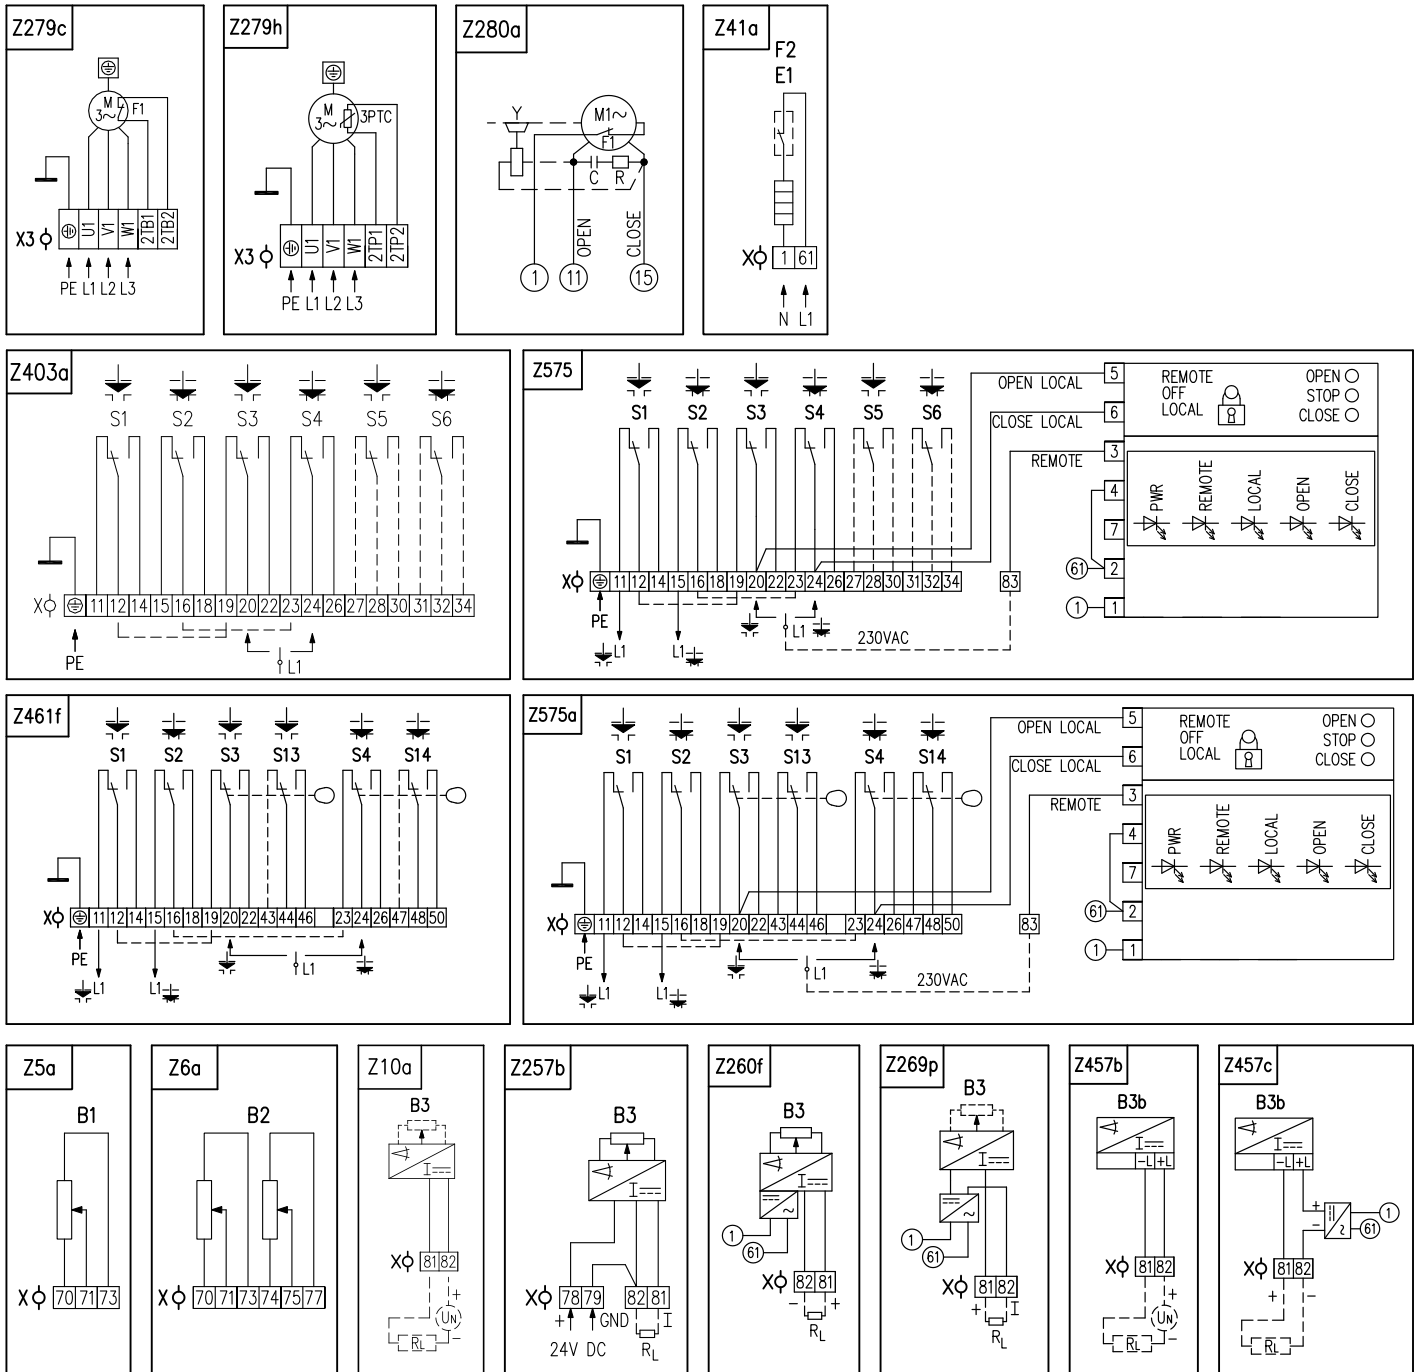 Z279c
M
3~
F1
X3
U1 V1 W1 2TB1 2TB2
PE L1 L2 L3
Z279h
M
3~
3PTC
X3
U1 V1 W1 2TP1 2TP2
PE L1 L2 L3
Z280a
Y
M1~
F1
C R
OPEN
CLOSE
1 11 15
Z41a
F2
E1
X 1 61
N L1
Z403a
S1 S2 S3 S4 S5 S6
X 11 12 14 15 16 18 19 20 22 23 24 26 27 28 30 31 32 34
PE
L1
Z575
S1 S2 S3 S4 S5 S6
X 11 12 14 15 16 18 19 20 22 23 24 26 27 28 30 31 32 34 83
PE
L1 L1 L1
230VAC
OPEN LOCAL 5
CLOSE LOCAL 6
REMOTE 3
4
7
61 2
1 1
REMOTE
OFF
LOCAL
OPEN
STOP
CLOSE
PWR
REMOTE
LOCAL
OPEN
CLOSE
Z461f
S1 S2 S3 S13 S4 S14
X 11 12 14 15 16 18 19 20 22 43 44 46 23 24 26 47 48 50
PE
L1 L1 L1
Z575a
S1 S2 S3 S13 S4 S14
X 11 12 14 15 16 18 19 20 22 43 44 46 23 24 26 47 48 50 83
PE
L1 L1 L1
230VAC
OPEN LOCAL 5
CLOSE LOCAL 6
REMOTE 3
4
7
61 2
1 1
REMOTE
OFF
LOCAL
OPEN
STOP
CLOSE
PWR
REMOTE
LOCAL
OPEN
CLOSE
Z5a
B1
X 70 71 73
Z6a
B2
X 70 71 73 74 75 77
Z10a
B3
I
X 81 82
+
UN
RL −
Z257b
B3
I
X 78 79 82 81
+ GND I
24V DC RL
Z260f
B3
I
~
1
61
X 82 81
− +
RL
Z269p
B3
I
~
1
61
X 81 82
+ I
RL
Z457b
B3b
I
−L +L
X 81 82
+
UN
RL −
Z457c
B3b
I
−L +L
+ 1
− 61
X 81 82
+ −
RL